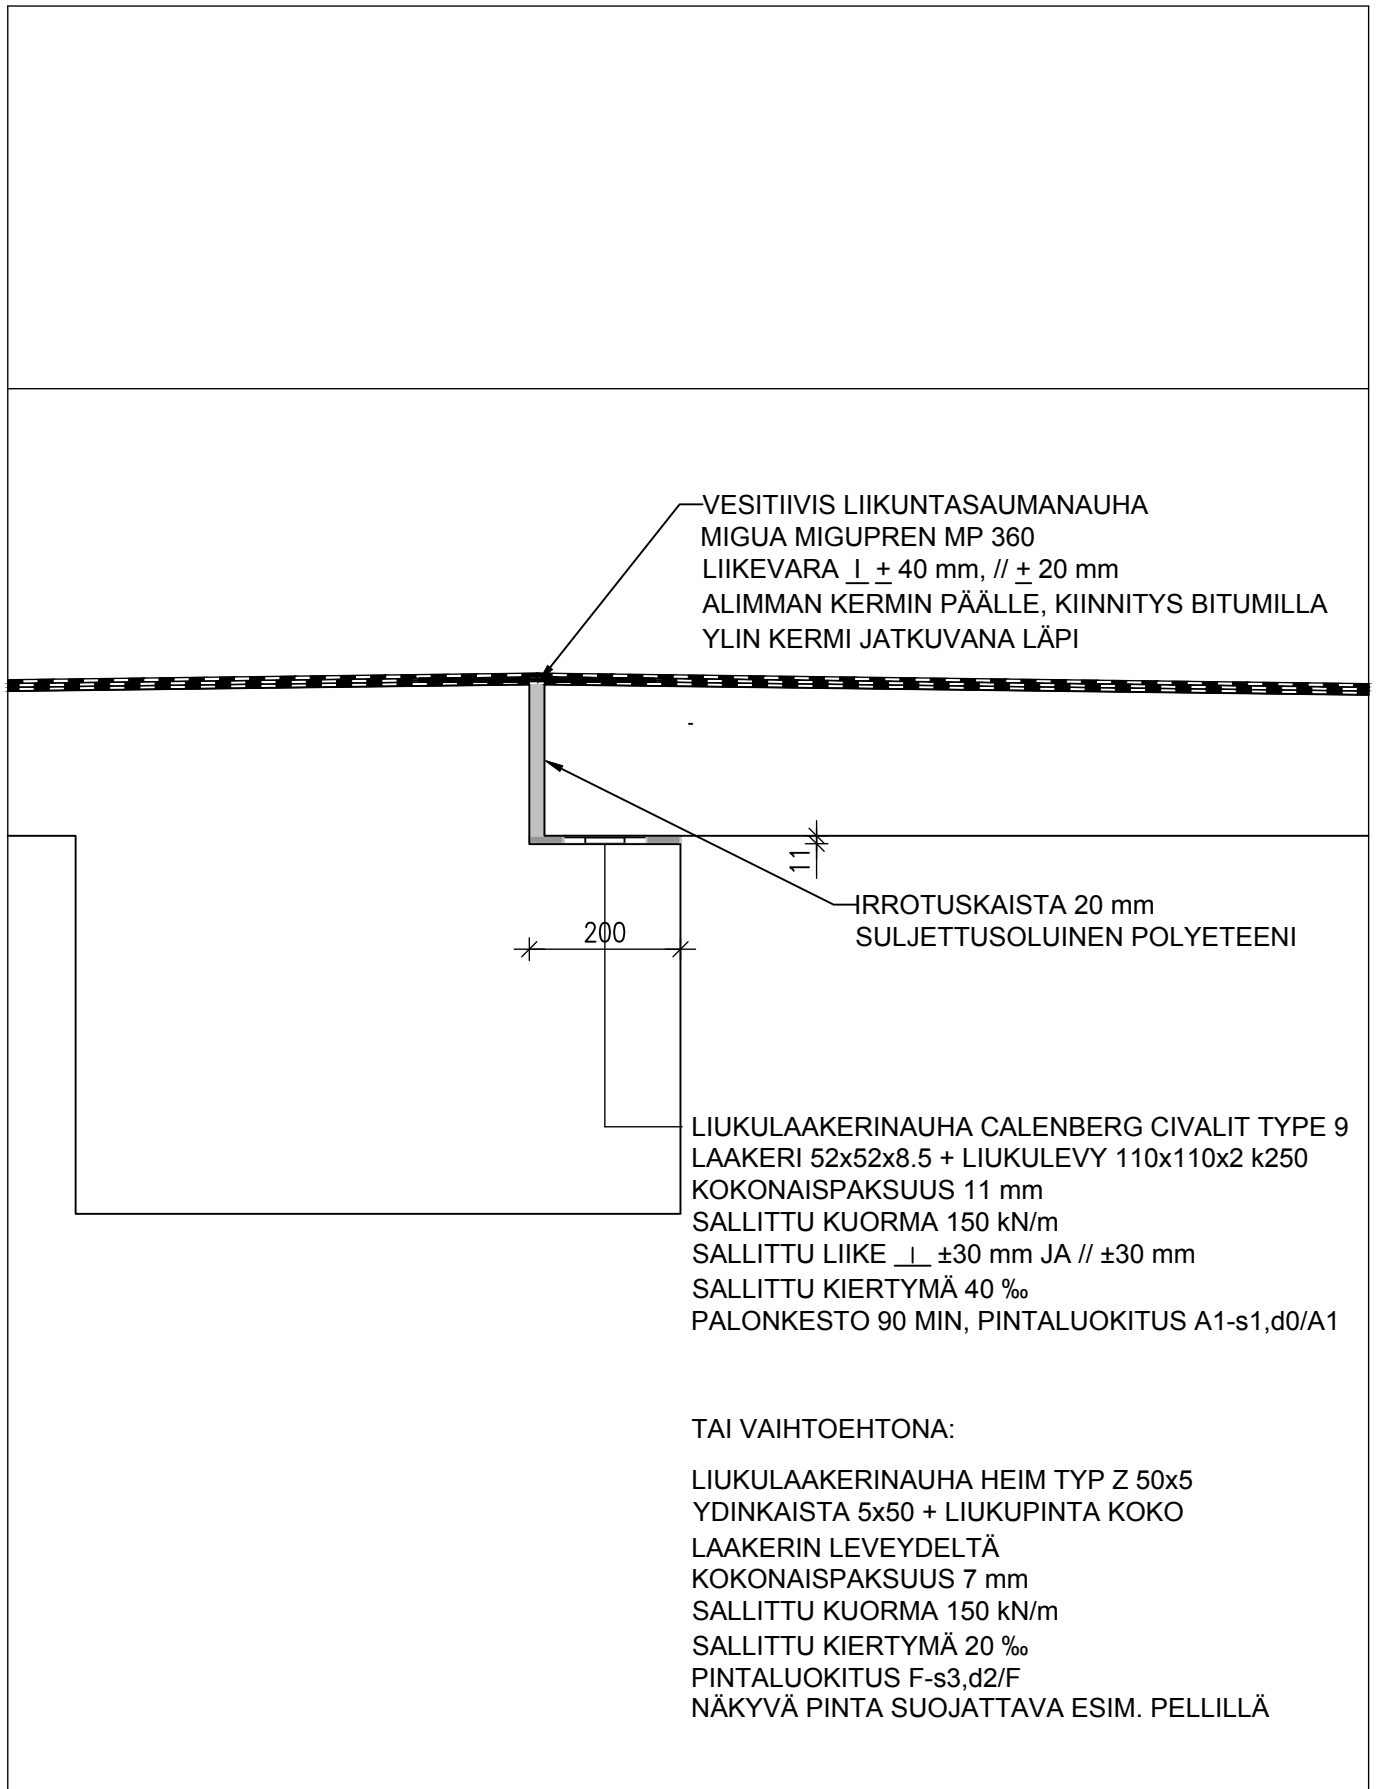 VESITIIVIS LIIKUNTASAUMANAUHA
MIGUA MIGUPREN MP 360
LIIKEVARA ⊥ ± 40 mm, // ± 20 mm
ALIMMAN KERMIN PÄÄLLE, KIINNITYS BITUMILLA
YLIN KERMI JATKUVANA LÄPI
-
11
IRROTUSKAISTA 20 mm
SULJETTUSOLUINEN POLYETEENI
200
LIUKULAAKERINAUHA CALENBERG CIVALIT TYPE 9
LAAKERI 52x52x8.5 + LIUKULEVY 110x110x2 k250
KOKONAISPAKSUUS 11 mm
SALLITTU KUORMA 150 kN/m
SALLITTU LIIKE ⊥ ±30 mm JA // ±30 mm
SALLITTU KIERTYMÄ 40 ‰
PALONKESTO 90 MIN, PINTALUOKITUS A1-s1,d0/A1
TAI VAIHTOEHTONA:
LIUKULAAKERINAUHA HEIM TYP Z 50x5
YDINKAISTA 5x50 + LIUKUPINTA KOKO
LAAKERIN LEVEYDELTÄ
KOKONAISPAKSUUS 7 mm
SALLITTU KUORMA 150 kN/m
SALLITTU KIERTYMÄ 20 ‰
PINTALUOKITUS F-s3,d2/F
NÄKYVÄ PINTA SUOJATTAVA ESIM. PELLILLÄ